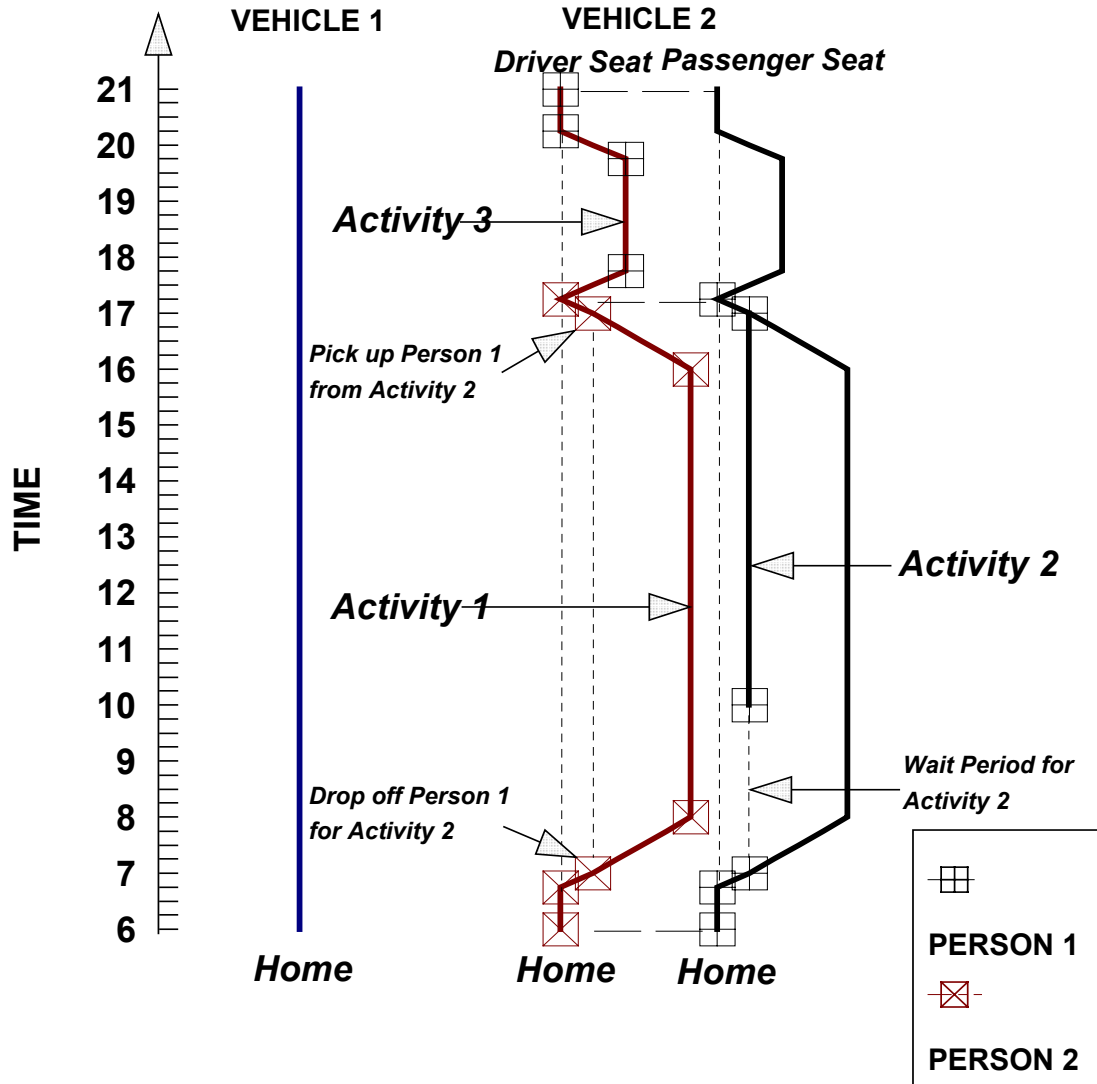 VEHICLE 1
VEHICLE 2
Driver Seat Passenger Seat
21
20
19
18
17
16
15
14
13
12
11
10
9
8
7
6
TIME
Activity 3
Pick up Person 1
from Activity 2
Activity 2
Activity 1
Wait Period for
Activity 2
Drop off Person 1
for Activity 2
Home
Home
Home
PERSON 1
PERSON 2